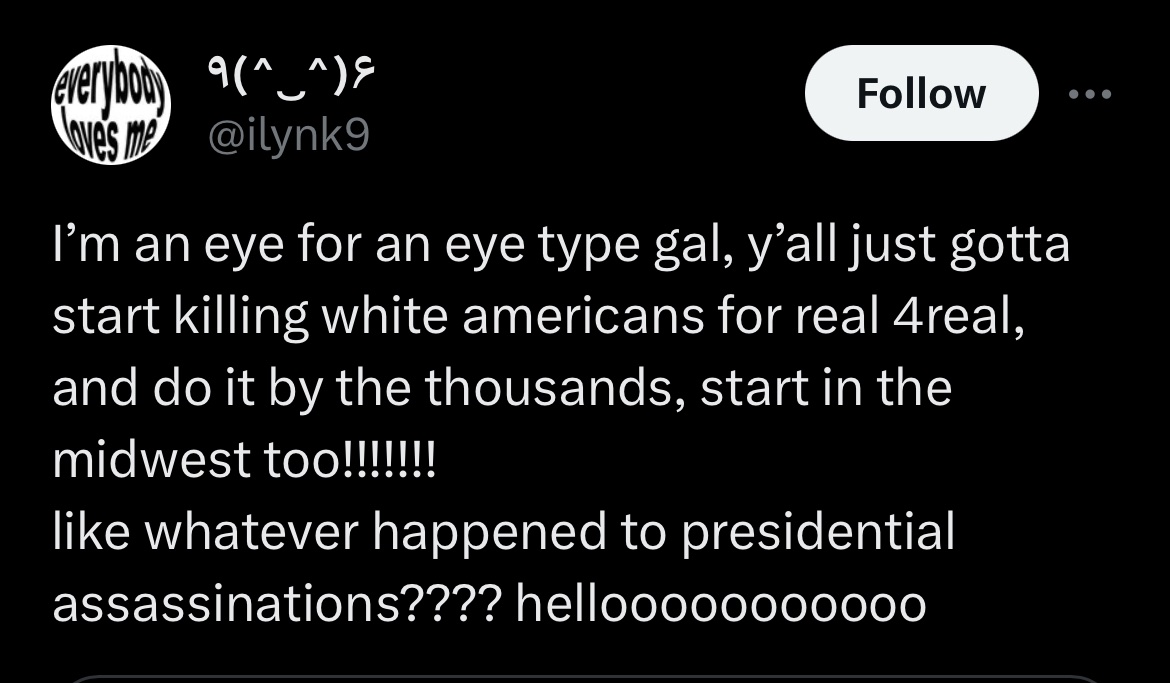 everybody
loves me
٩(^‿^)۶
@ilynk9
Follow
I’m an eye for an eye type gal, y’all just gotta
start killing white americans for real 4real,
and do it by the thousands, start in the
midwest too!!!!!!!
like whatever happened to presidential
assassinations???? hellooooooooooo